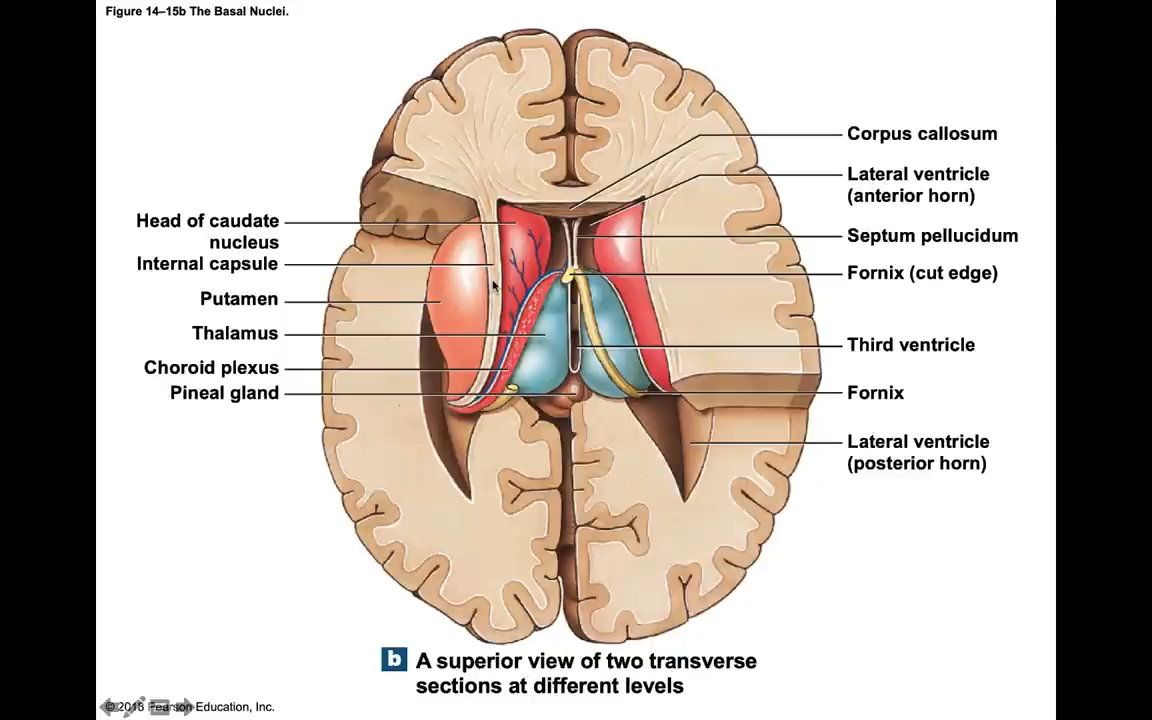 Figure 14–15b The Basal Nuclei.
Corpus callosum
Lateral ventricle
(anterior horn)
Head of caudate
nucleus
Septum pellucidum
Internal capsule
Fornix (cut edge)
Putamen
Thalamus
Third ventricle
Choroid plexus
Pineal gland
Fornix
Lateral ventricle
(posterior horn)
b A superior view of two transverse
sections at different levels
© 2018 Pearson Education, Inc.